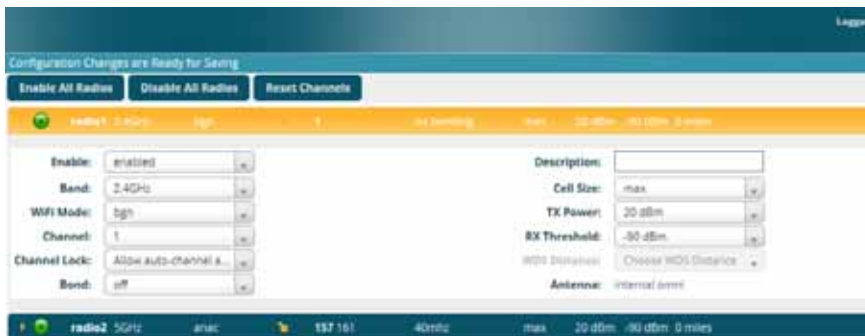 Logge
Configuration Changes are Ready for Saving
Enable All Radios Disable All Radios Reset Channels
radio1 2.4GHz bgn 1 no bonding max 20 dBm -90 dBm 0 miles
Enable: enabled Description:
Band: 2.4GHz Cell Size: max
WiFi Mode: bgn TX Power: 20 dBm
Channel: 1 RX Threshold: -90 dBm
Channel Lock: Allow auto-channel a... WDS Distance: Choose WDS Distance
Bond: off Antenna: internal omni
radio2 5GHz anac 157 161 40mhz max 20 dBm -90 dBm 0 miles